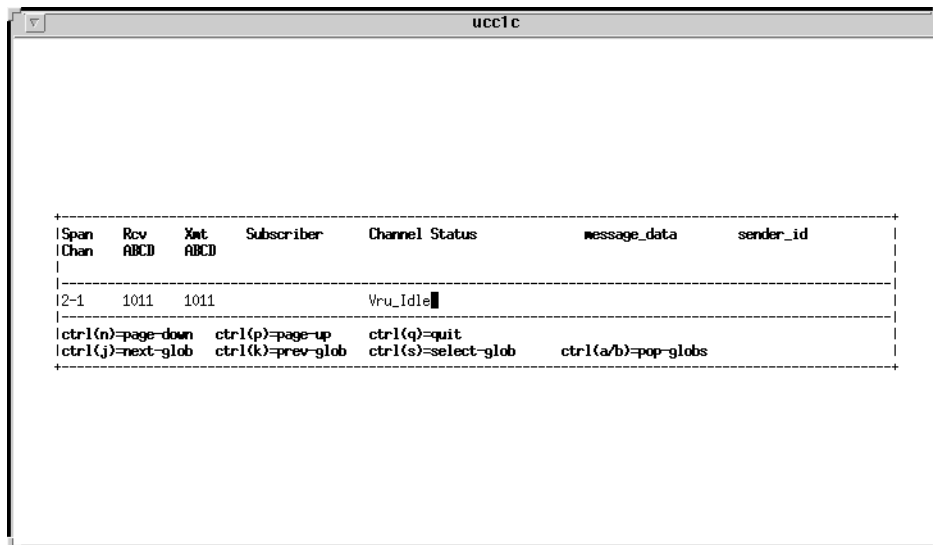 ucc1c
|Span Rcv Xmt Subscriber Channel Status message_data sender_id |
|Chan ABCD ABCD |
|2-1 1011 1011 Vru_Idle |
|ctrl(n)=page-down ctrl(p)=page-up ctrl(q)=quit |
|ctrl(j)=next-glob ctrl(k)=prev-glob ctrl(s)=select-glob ctrl(a/b)=pop-globs |